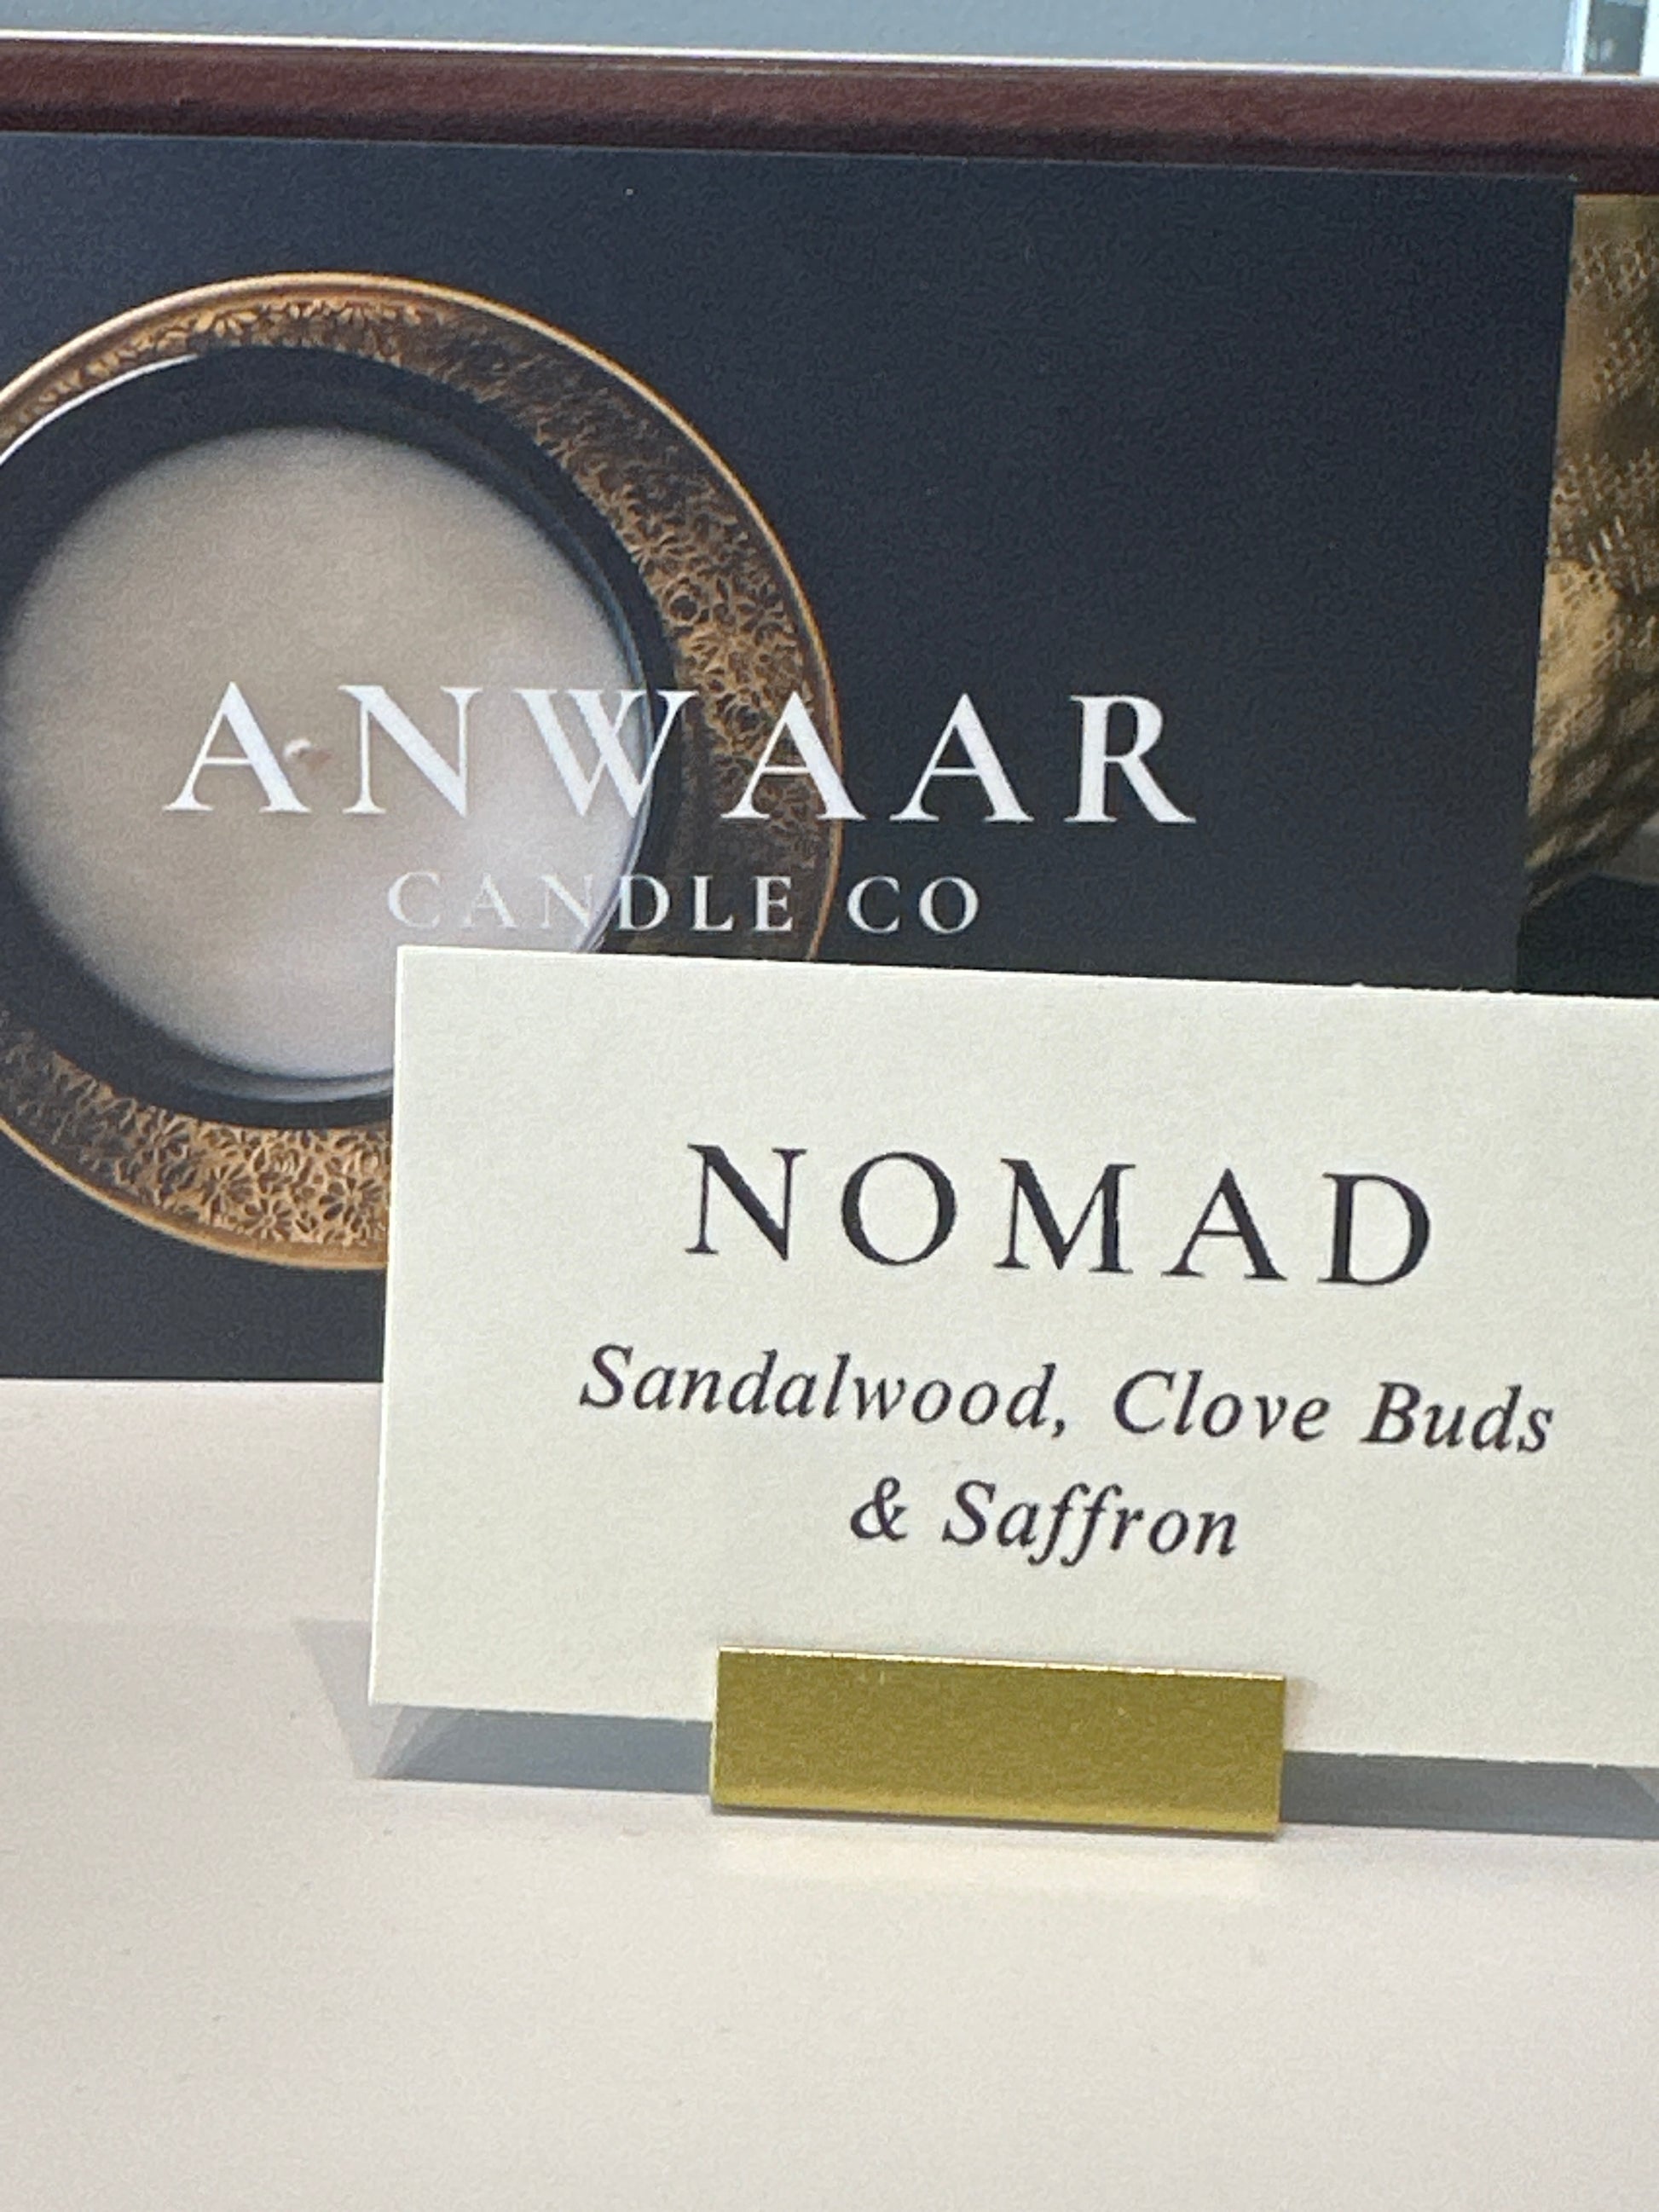 ANWAAR
CANDLE CO
NOMAD
Sandalwood, Clove Buds
& Saffron